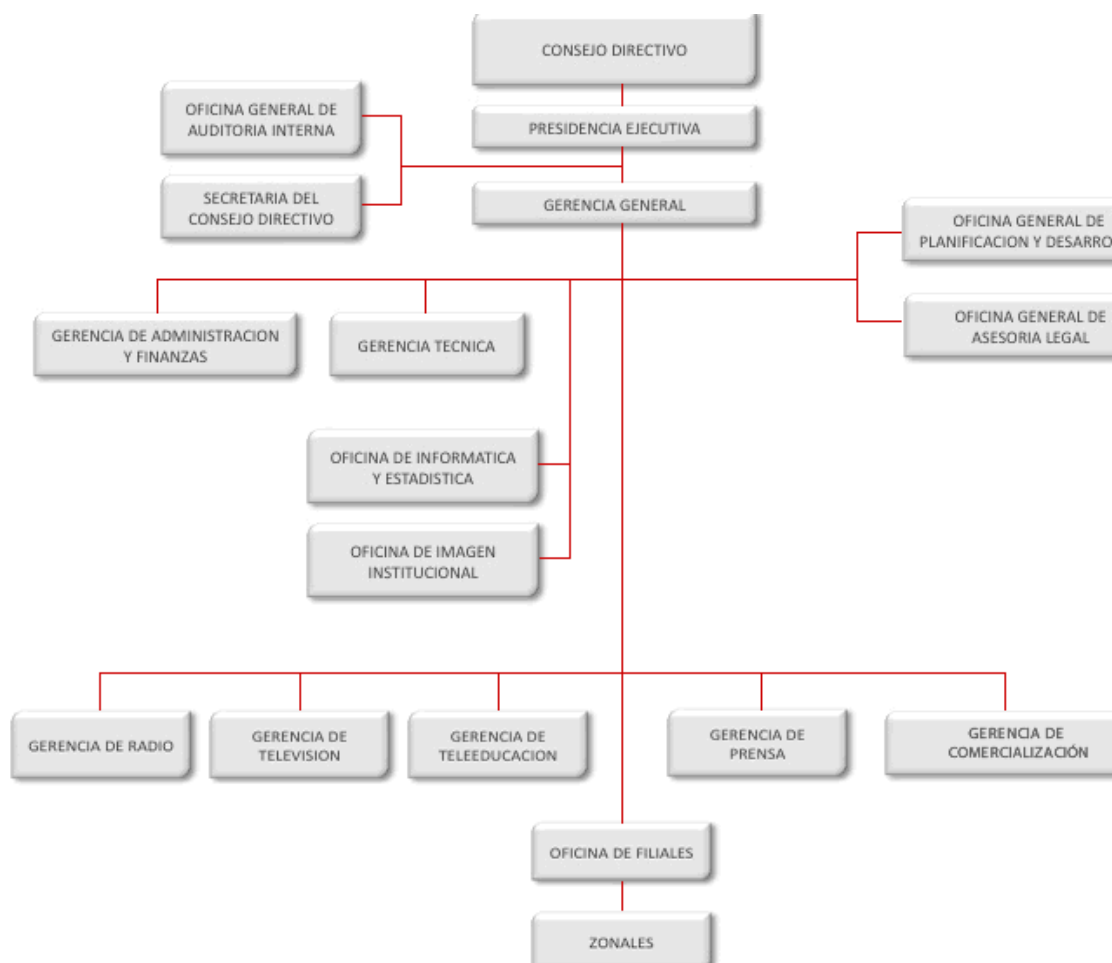 CONSEJO DIRECTIVO
OFICINA GENERAL DE
AUDITORIA INTERNA
PRESIDENCIA EJECUTIVA
SECRETARIA DEL
CONSEJO DIRECTIVO
GERENCIA GENERAL
OFICINA GENERAL DE
PLANIFICACION Y
OFICINA GENERAL DE
ASESORIA LEGAL
GERENCIA DE ADMINISTRACION
Y FINANZAS
GERENCIA TECNICA
OFICINA DE INFORMATICA
Y ESTADISTICA
OFICINA DE IMAGEN
INSTITUCIONAL
GERENCIA DE RADIO
GERENCIA DE
TELEVISION
GERENCIA DE
TELEEDUCACION
GERENCIA DE
PRENSA
GERENCIA DE
COMERCIALIZACIÓN
OFICINA DE FILIALES
ZONALES